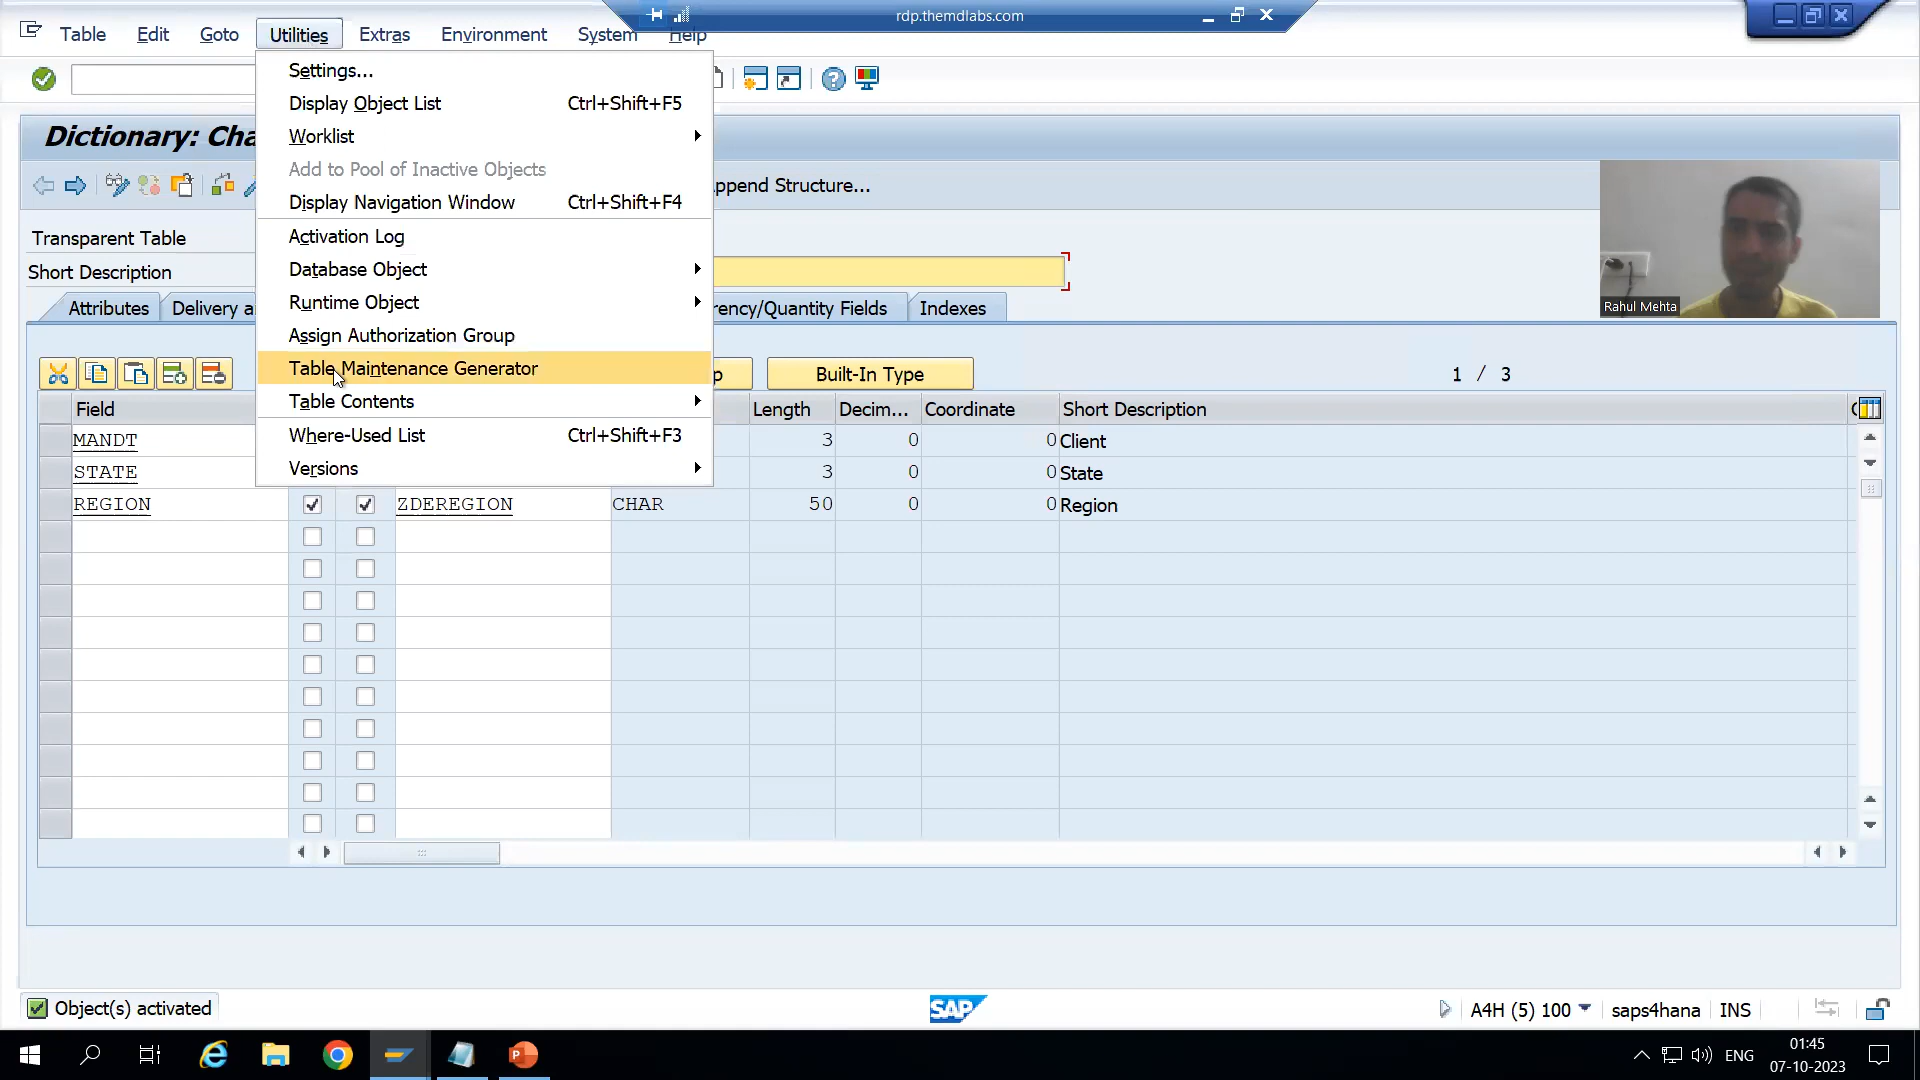 rdp.themdlabs.com
Table Edit Goto Utilities Extras Environment System Help
Settings...
Display Object List Ctrl+Shift+F5
Worklist
Add to Pool of Inactive Objects
Display Navigation Window Ctrl+Shift+F4
Activation Log
Database Object
Runtime Object
Assign Authorization Group
Table Maintenance Generator
Table Contents
Where-Used List Ctrl+Shift+F3
Versions
Dictionary: Cha
ppend Structure...
Transparent Table
Short Description
Attributes Delivery a rency/Quantity Fields Indexes
Rahul Mehta
p Built-In Type 1 / 3
Field Length Decim... Coordinate Short Description
MANDT 3 0 0 Client
STATE 3 0 0 State
REGION ZDEREGION CHAR 50 0 0 Region
Object(s) activated SAP A4H (5) 100 saps4hana INS
ENG 01:45
07-10-2023